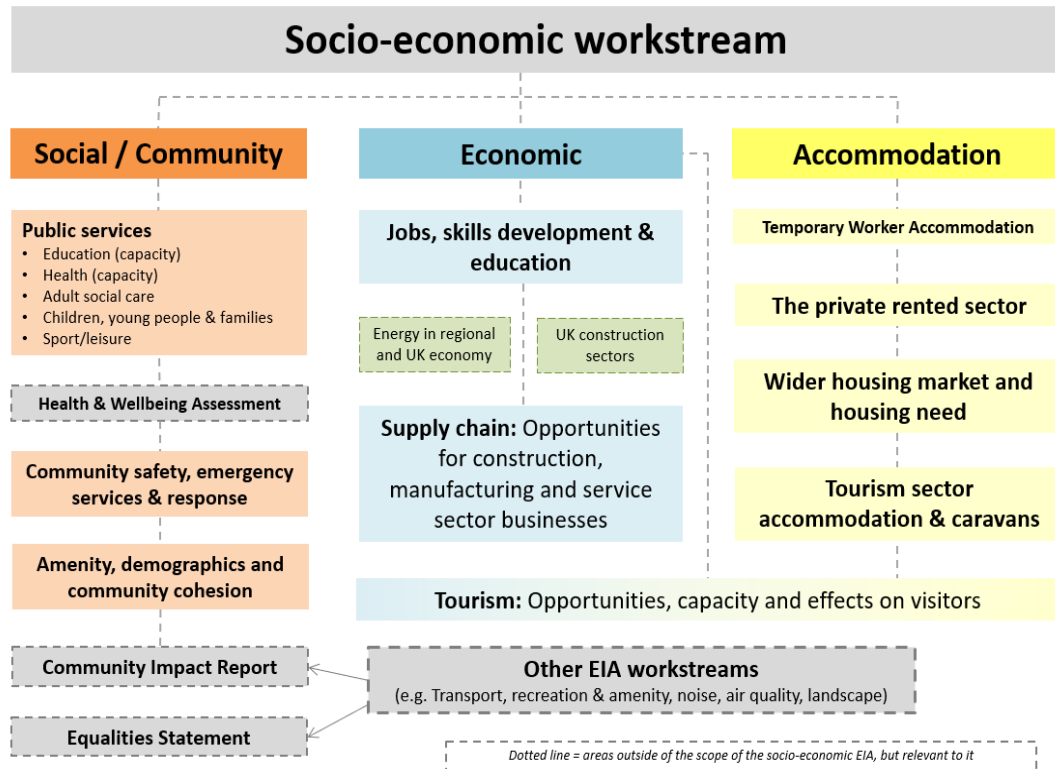 Socio-economic workstream
Social / Community
Public services
• Education (capacity)
• Health (capacity)
• Adult social care
• Children, young people & families
• Sport/leisure
Health & Wellbeing Assessment
Community safety, emergency
services & response
Amenity, demographics and
community cohesion
Community Impact Report
Equalities Statement
Economic
Jobs, skills development &
education
Energy in regional
and UK economy
UK construction
sectors
Supply chain: Opportunities
for construction,
manufacturing and service
sector businesses
Accommodation
Temporary Worker Accommodation
The private rented sector
Wider housing market and
housing need
Tourism sector
accommodation & caravans
Tourism: Opportunities, capacity and effects on visitors
Other EIA workstreams
(e.g. Transport, recreation & amenity, noise, air quality, landscape)
Dotted line = areas outside of the scope of the socio-economic EIA, but relevant to it